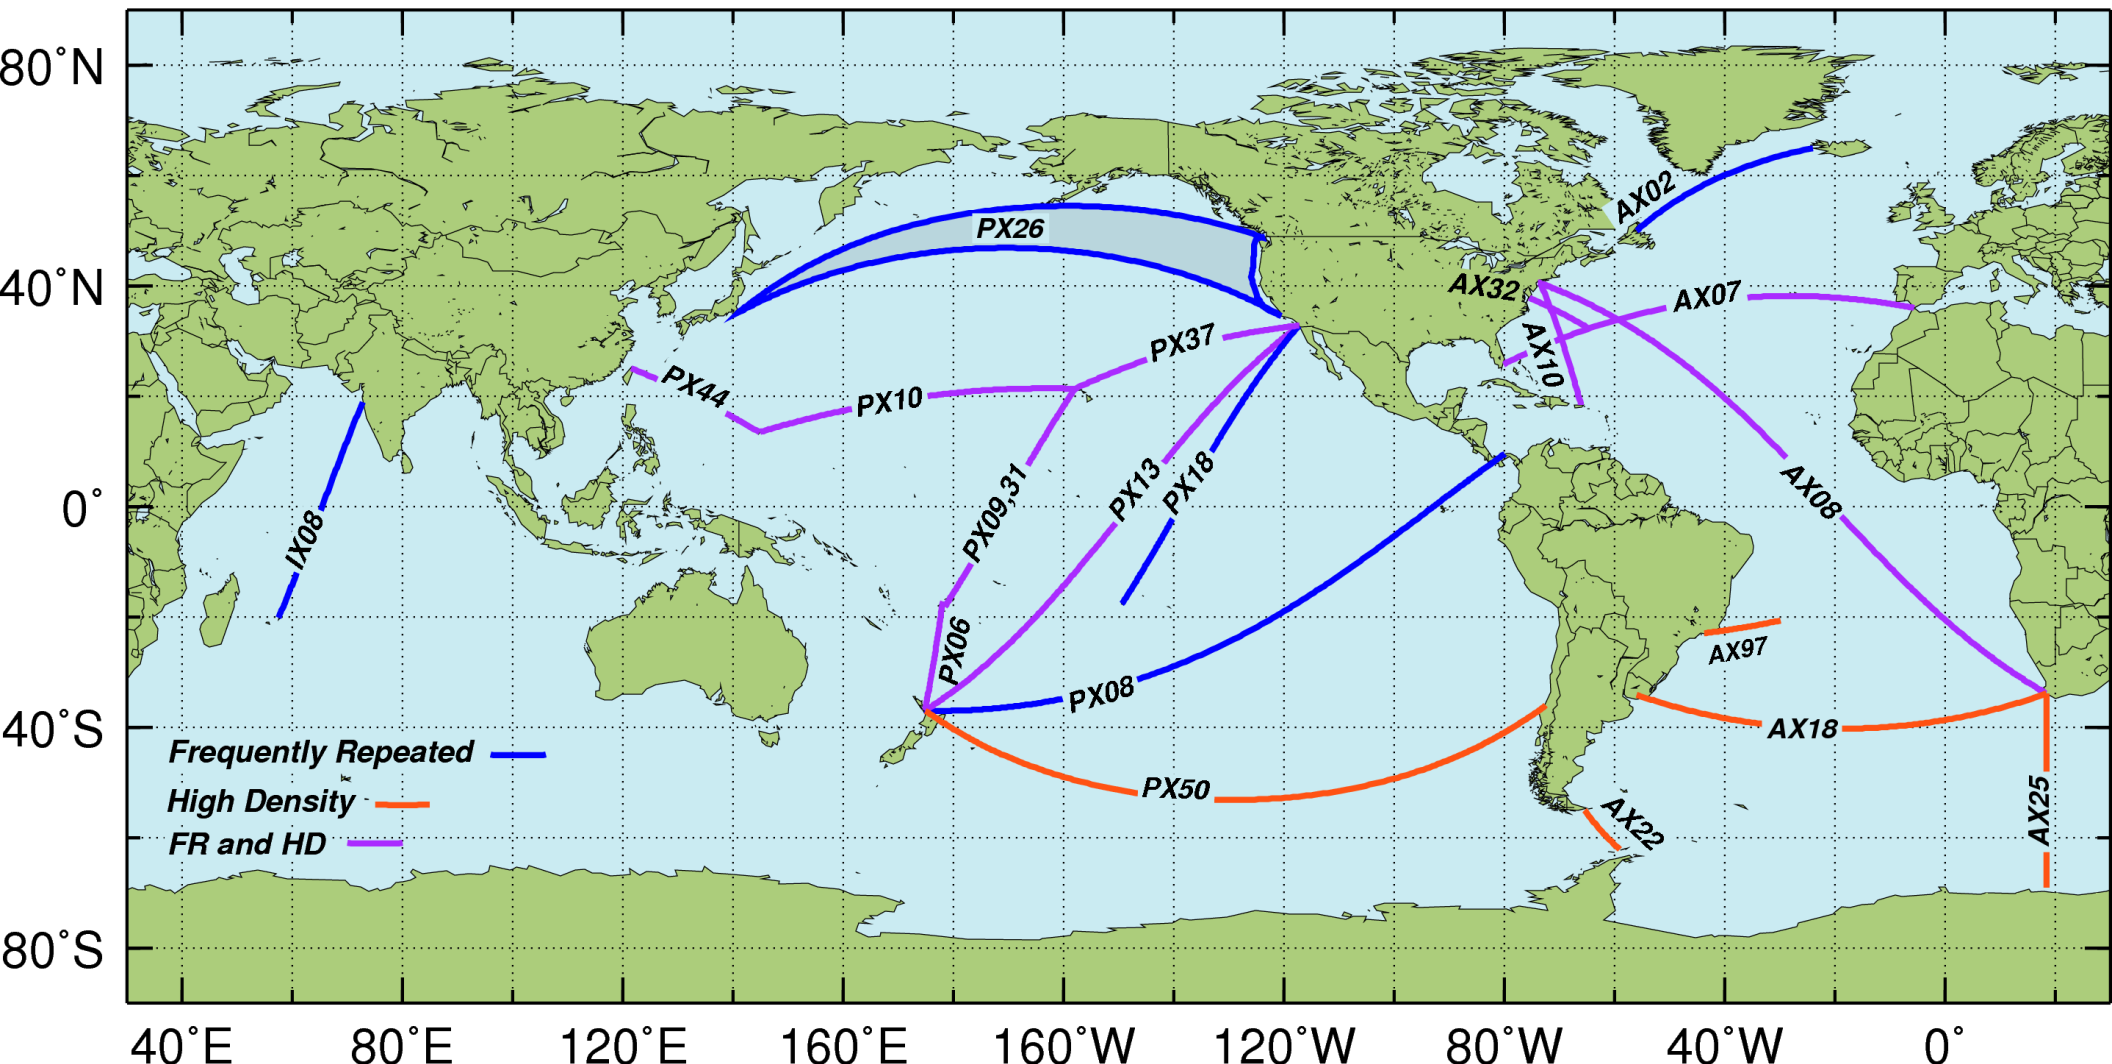 80°N
40°N
0°
40°S
80°S
PX26
AX02
AX32
AX07
AX10
PX37
PX44
PX10
PX09,31
PX13
PX18
AX08
IX08
PX06
PX08
AX97
AX18
PX50
AX22
AX25
Frequently Repeated
High Density
FR and HD
40°E
80°E
120°E
160°E
160°W
120°W
80°W
40°W
0°